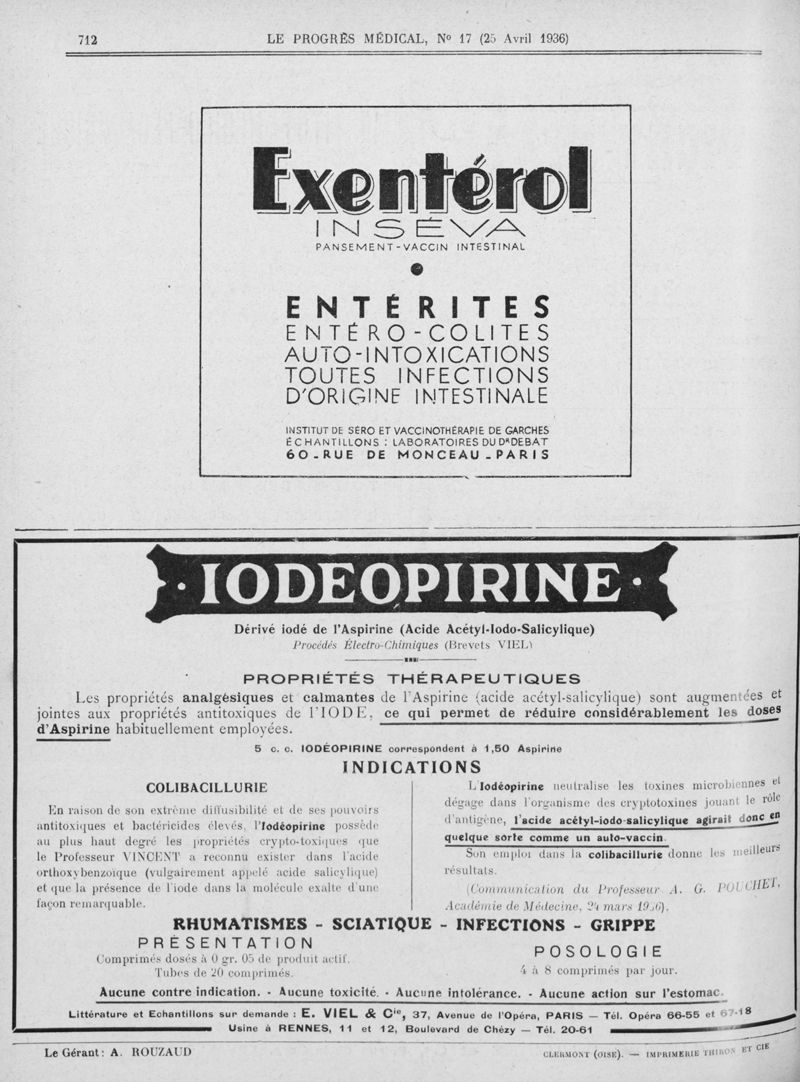 712
LE PROGRÈS MÉDICAL, No 17 (25 Avril 1936)
Exentérol
INSÉVA
PANSEMENT-VACCIN INTESTINAL
ENTÉRITES
ENTÉRO-COLITES
AUTO-INTOXICATIONS
TOUTES INFECTIONS
D'ORIGINE INTESTINALE
INSTITUT DE SÉRO ET VACCINOTHÉRAPIE DE GARCHES
ÉCHANTILLONS : LABORATOIRES DU DR DEBAT
60_RUE DE MONCEAU_PARIS
·IODÉOPIRINE·
Dérivé iodé de l'Aspirine (Acide Acétyl-Iodo-Salicylique)
Procédés Électro-Chimiques (Brevets VIEL)
PROPRIÉTÉS THÉRAPEUTIQUES
Les propriétés analgésiques et calmantes de l'Aspirine (acide acétyl-salicylique) sont augmentées et
jointes aux propriétés antitoxiques de l'IODE, ce qui permet de réduire considérablement les doses
d'Aspirine habituellement employées.
5 c. c. IODÉOPIRINE correspondent à 1,50 Aspirine
INDICATIONS
COLIBACILLURIE
En raison de son extrême diffusibilité et de ses pouvoirs
antitoxiques et bactéricides élevés, l'Iodéopirine possède
au plus haut degré les propriétés crypto-toxiques que
le Professeur VINCENT a reconnu exister dans l'acide
orthoxybenzoïque (vulgairement appelé acide salicylique)
et que la présence de l'iode dans la molécule exalte d'une
façon remarquable.
L'Iodéopirine neutralise les toxines microbiennes et
dégage dans l'organisme des cryptotoxines jouant le rôle
d'antigène, l'acide acétyl-iodo-salicylique agirait donc en
quelque sorte comme un auto-vaccin.
Son emploi dans la colibacillurie donne les meilleurs
résultats.
(Communication du Professeur A. G. POUCHET,
Académie de Médecine, 24 mars 19 6).
RHUMATISMES - SCIATIQUE - INFECTIONS - GRIPPE
PRÉSENTATION
Comprimés dosés à 0 gr. 05 de produit actif.
Tubes de 20 comprimés.
POSOLOGIE
4 à 8 comprimés par jour.
Aucune contre indication. - Aucune toxicité. - Aucune intolérance. - Aucune action sur l'estomac.
Littérature et Echantillons sur demande : E. VIEL & Cie, 37, Avenue de l'Opéra, PARIS — Tél. Opéra 66-55 et 67-18
Usine à RENNES, 11 et 12, Boulevard de Chézy — Tél. 20-61
Le Gérant : A. ROUZAUD
CLERMONT (OISE). — IMPRIMERIE THIRON ET CIE